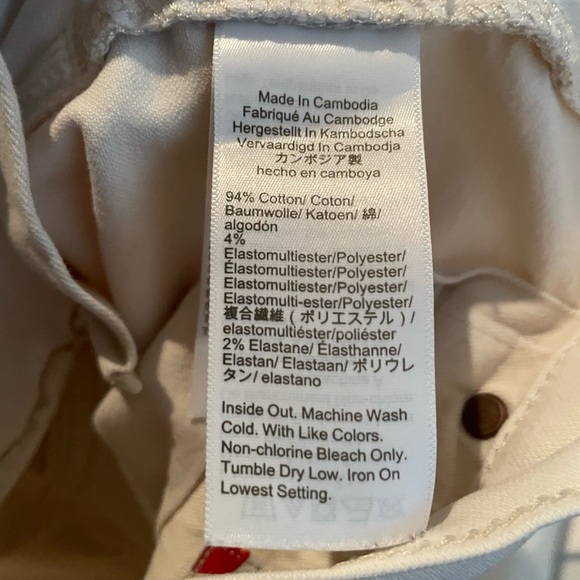 Made In Cambodia
Fabriqué Au Cambodge
Hergestellt In Kambodscha
Vervaardigd In Cambodja
カンボジア製
hecho en camboya
94% Cotton/ Coton/
Baumwolle/ Katoen/ 綿/
algodón
4%
Elastomultiester/Polyester/
Élastomultiester/Polyester/
Elastomultiester/Polyester/
Elastomulti-ester/Polyester/
複合繊維 ( ポリエステル ) /
elastomultiéster/poliéster
2% Elastane/ Élasthanne/
Elastan/ Elastaan/ ポリウレ
タン/ elastano
Inside Out. Machine Wash
Cold. With Like Colors.
Non-chlorine Bleach Only.
Tumble Dry Low. Iron On
Lowest Setting.